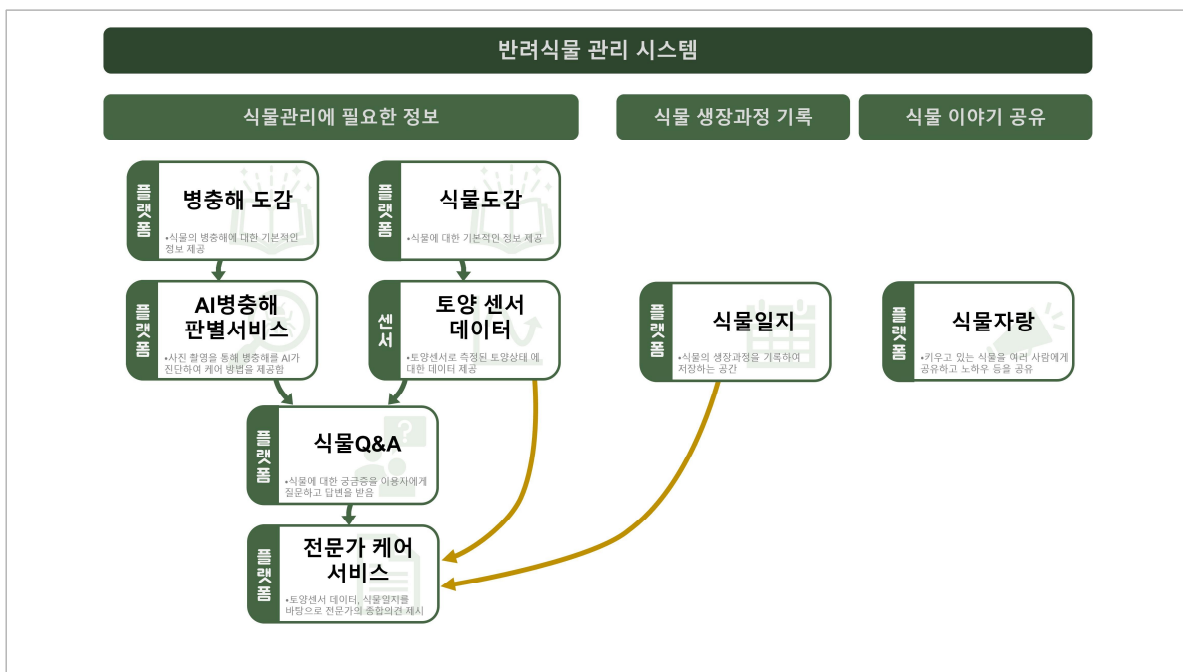 반려식물 관리 시스템
식물관리에 필요한 정보
식물 생장과정 기록
식물 이야기 공유
플랫폼
병충해 도감
•식물의 병충해에 대한 기본적인
정보 제공
플랫폼
식물도감
•식물에 대한 기본적인 정보 제공
플랫폼
AI병충해
판별서비스
•사진 촬영을 통해 병충해를 AI가
진단하여 케어 방법을 제공함
센서
토양 센서
데이터
•토양센서로 측정된 토양상태 에
대한 데이터 제공
플랫폼
식물일지
•식물의 생장과정을 기록하여
저장하는 공간
플랫폼
식물자랑
•키우고 있는 식물을 여러 사람에게
공유하고 노하우 등을 공유
플랫폼
식물Q&A
•식물에 대한 궁금증을 이용자에게
질문하고 답변을 받음
플랫폼
전문가 케어
서비스
•토양센서 데이터, 식물일지를
바탕으로 전문가의 종합의견 제시